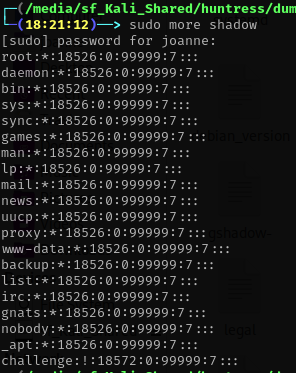 (/media/sf_Kali_Shared/huntress/dum
(18:21:12)──> sudo more shadow
[sudo] password for joanne:
root:*:18526:0:99999:7:::
daemon:*:18526:0:99999:7:::
bin:*:18526:0:99999:7:::
sys:*:18526:0:99999:7:::
sync:*:18526:0:99999:7:::
games:*:18526:0:99999:7:::
man:*:18526:0:99999:7:::
lp:*:18526:0:99999:7:::
mail:*:18526:0:99999:7:::
news:*:18526:0:99999:7:::
uucp:*:18526:0:99999:7:::
proxy:*:18526:0:99999:7:::
www-data:*:18526:0:99999:7:::
backup:*:18526:0:99999:7:::
list:*:18526:0:99999:7:::
irc:*:18526:0:99999:7:::
gnats:*:18526:0:99999:7:::
nobody:*:18526:0:99999:7:::
_apt:*:18526:0:99999:7:::
challenge:!:18572:0:99999:7:::